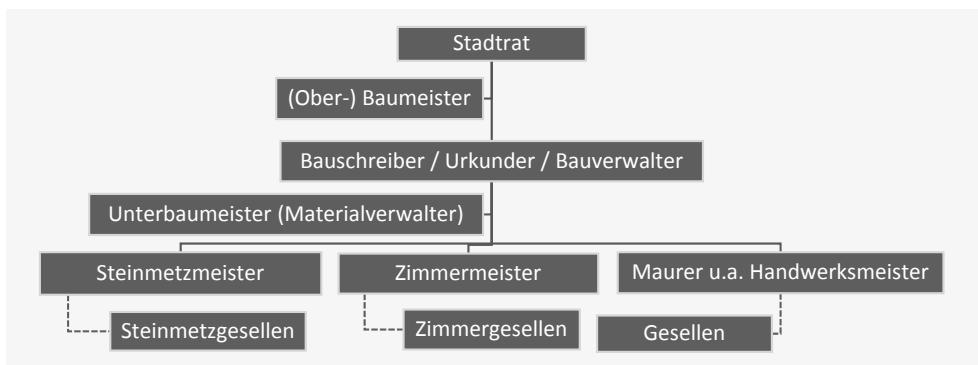 Stadtrat
(Ober-) Baumeister
Bauschreiber / Urkunder / Bauverwalter
Unterbaumeister (Materialverwalter)
Steinmetzmeister
Zimmermeister
Maurer u.a. Handwerksmeister
Steinmetzgesellen
Zimmergesellen
Gesellen